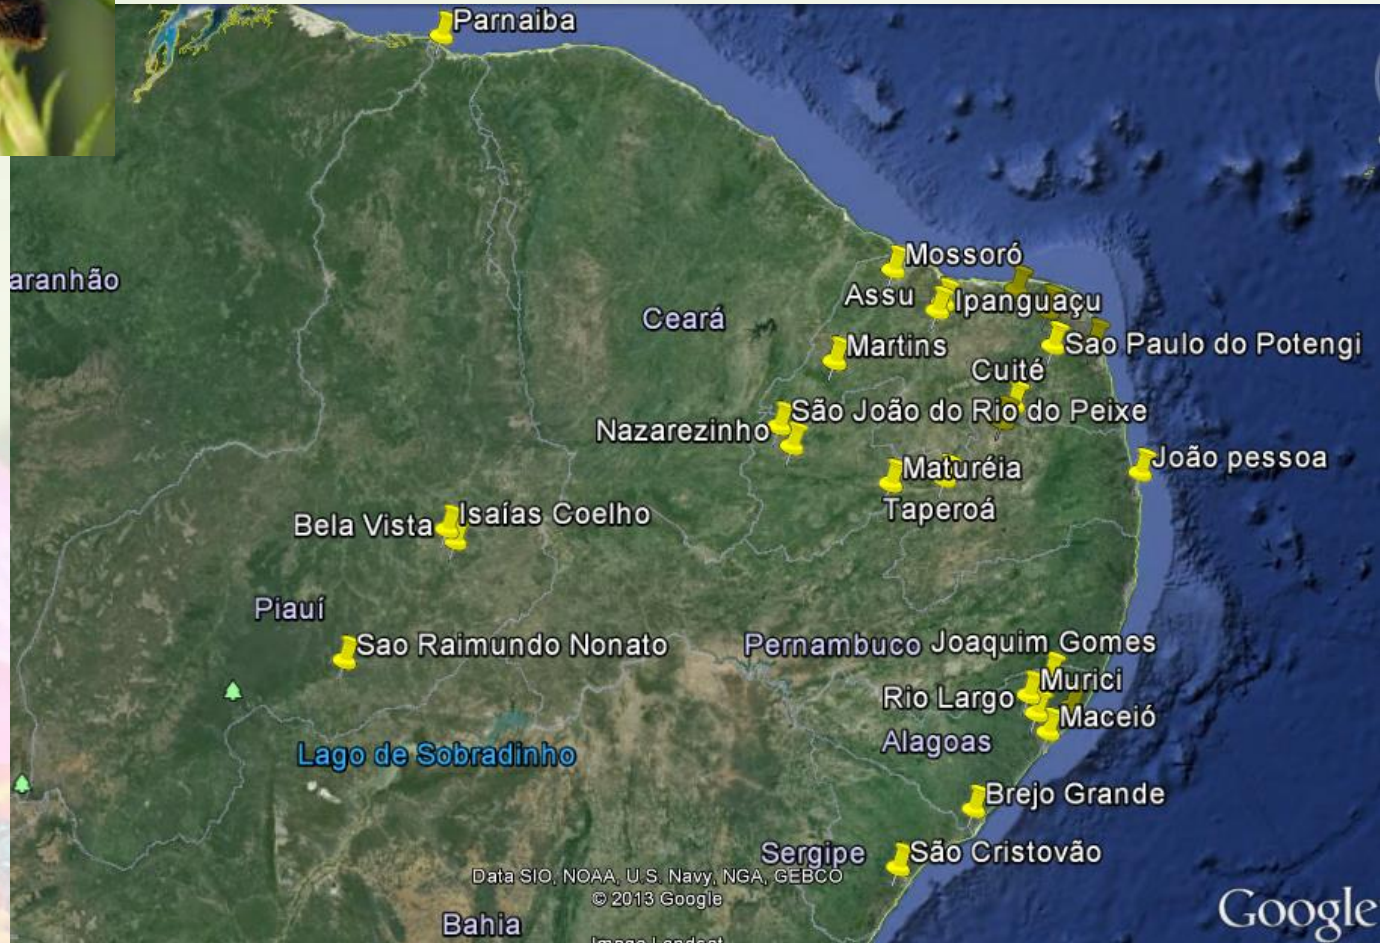 Parnaiba
Mossoró
aranhão
Assu
Ipanguaçu
Ceará
Martins
Sao Paulo do Potengi
Cuité
São João do Rio do Peixe
Nazarezinho
João pessoa
Maturéia
Taperoá
Isaías Coelho
Bela Vista
Piauí
Sao Raimundo Nonato
Pernambuco
Joaquim Gomes
Murici
Rio Largo
Maceió
Alagoas
Lago de Sobradinho
Brejo Grande
Sergipe
São Cristovão
Data SIO, NOAA, U.S. Navy, NGA, GEBCO
© 2013 Google
Bahia
Image Landsat
Google